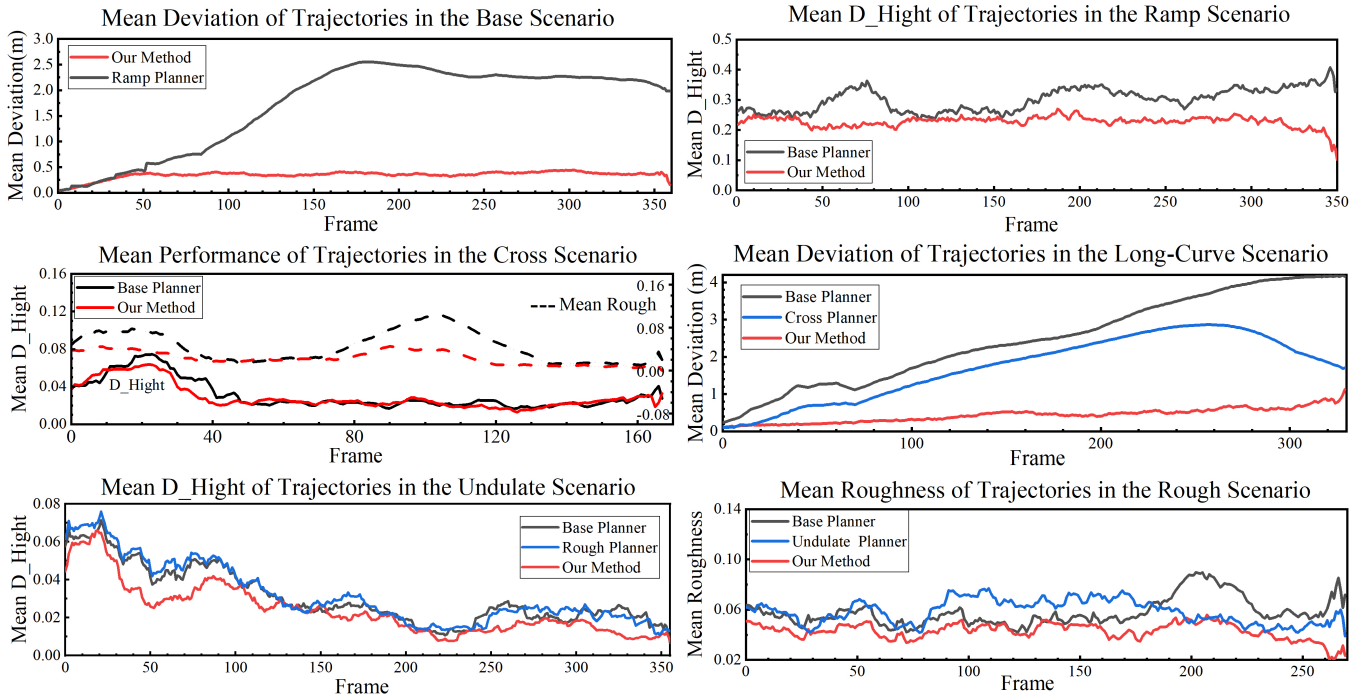 Mean Deviation of Trajectories in the Base Scenario
Mean Deviation(m)
3.0
2.5
2.0
1.5
1.0
0.5
0.0
Our Method
Ramp Planner
0 50 100 150 200 250 300 350
Frame
Mean D_Hight of Trajectories in the Ramp Scenario
Mean D_Hight
0.5
0.4
0.3
0.2
0.1
0.0
Base Planner
Our Method
0 50 100 150 200 250 300 350
Frame
Mean Performance of Trajectories in the Cross Scenario
Mean D_Hight
0.16
0.12
0.08
0.04
0.00
Base Planner
Our Method
Mean Rough
D_Hight
0.16
0.08
0.00
-0.08
0 40 80 120 160
Frame
Mean Deviation of Trajectories in the Long-Curve Scenario
Mean Deviation (m)
4
2
0
Base Planner
Cross Planner
Our Method
0 100 200 300
Frame
Mean D_Hight of Trajectories in the Undulate Scenario
Mean D_Hight
0.08
0.06
0.04
0.02
0.00
Base Planner
Rough Planner
Our Method
0 50 100 150 200 250 300 350
Frame
Mean Roughness of Trajectories in the Rough Scenario
Mean Roughness
0.14
0.10
0.06
0.02
Base Planner
Undulate Planner
Our Method
0 50 100 150 200 250
Frame